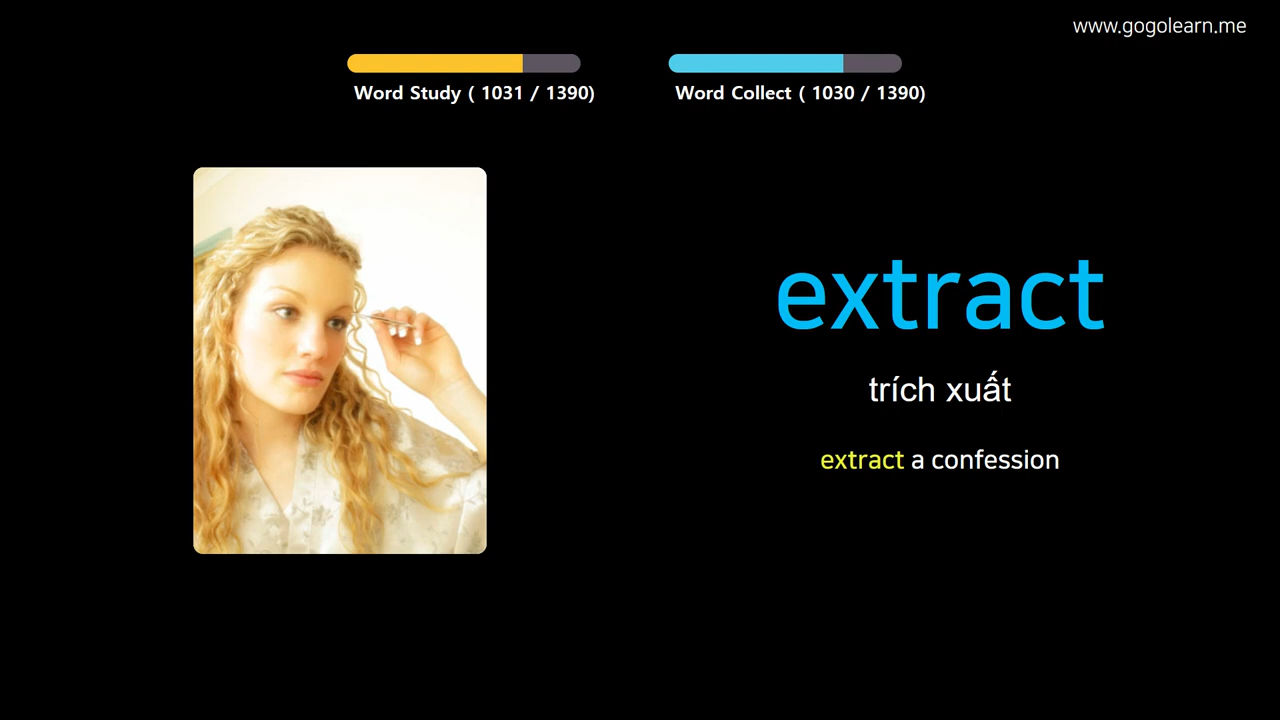 www.gogolearn.me
Word Study ( 1031 / 1390)
Word Collect ( 1030 / 1390)
extract
trích xuất
extract a confession